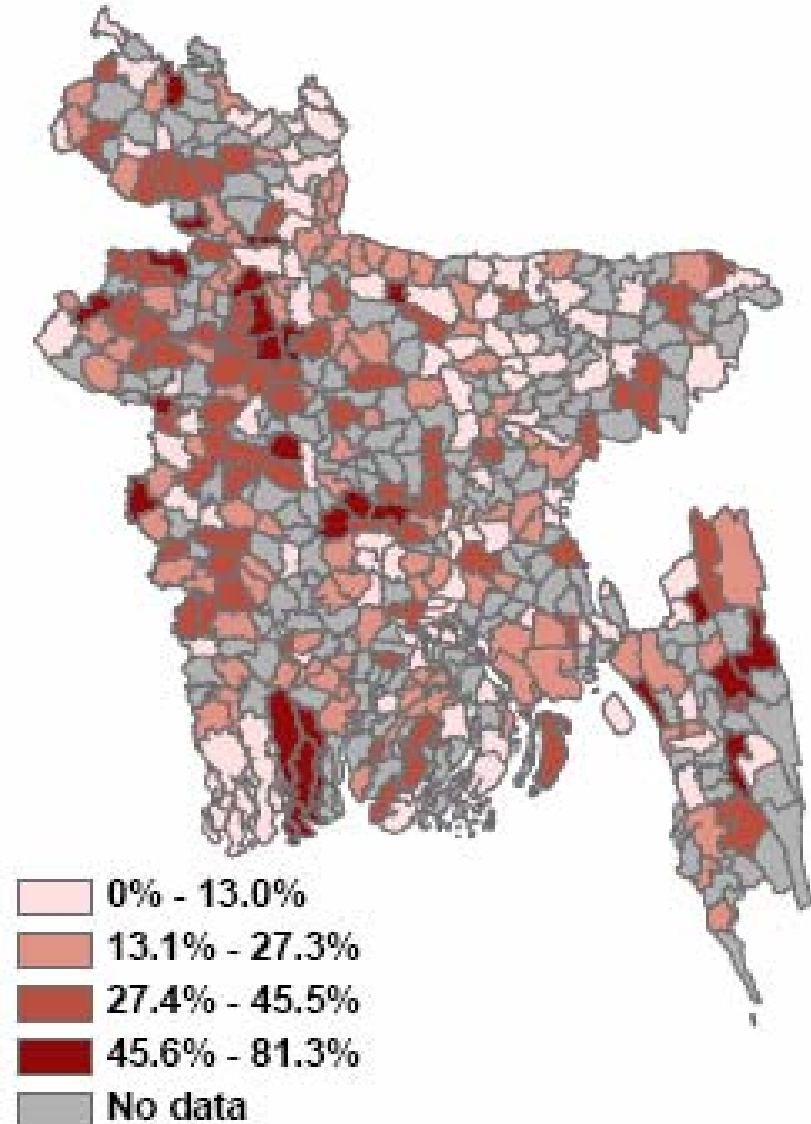 0% - 13.0%
13.1% - 27.3%
27.4% - 45.5%
45.6% - 81.3%
No data